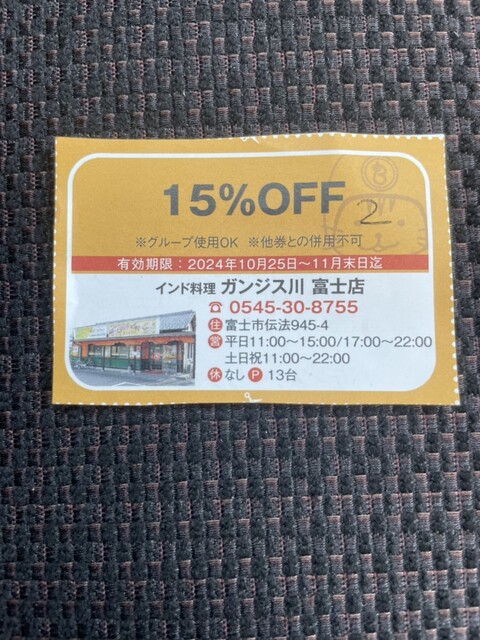 B
15%OFF
2
※グループ使用OK ※他券との併用不可
有効期限：2024年10月25日～11月末日迄
インド料理 ガンジス川 富士店
☎ 0545-30-8755
住 富士市伝法945-4
営 平日11:00～15:00/17:00～22:00
土日祝11:00～22:00
休 なし P 13台